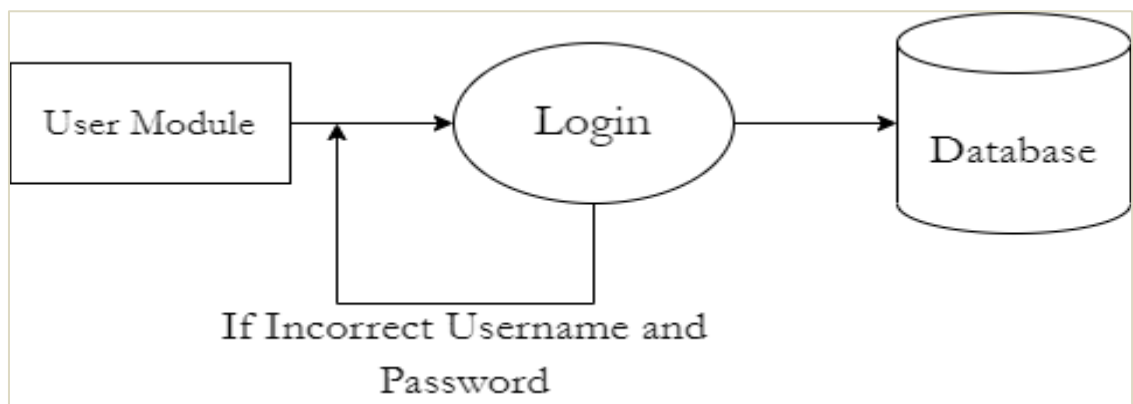 User Module
Login
Database
If Incorrect Username and
Password